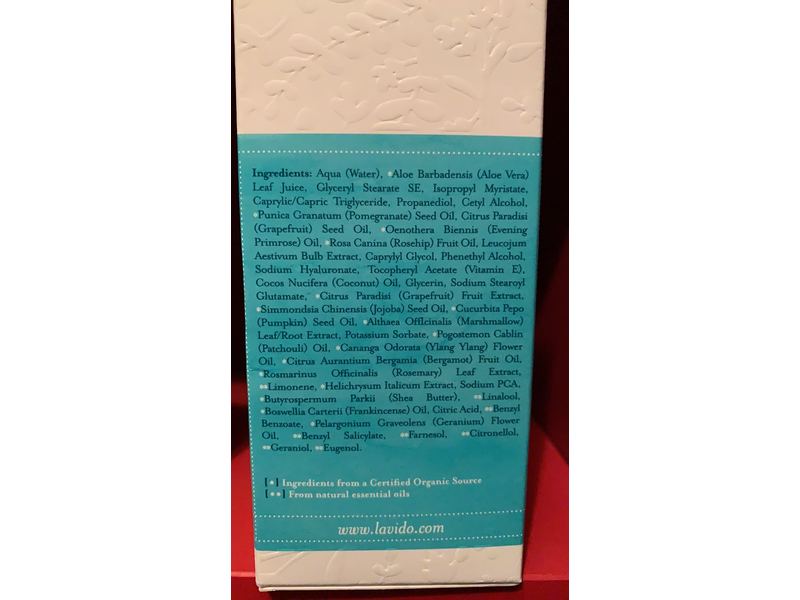 Ingredients: Aqua (Water), *Aloe Barbadensis (Aloe Vera)
Leaf Juice, Glyceryl Stearate SE, Isopropyl Myristate,
Caprylic/Capric Triglyceride, Propanediol, Cetyl Alcohol,
*Punica Granatum (Pomegranate) Seed Oil, Citrus Paradisi
(Grapefruit) Seed Oil, *Oenothera Biennis (Evening
Primrose) Oil, *Rosa Canina (Rosehip) Fruit Oil, Leucojum
Aestivum Bulb Extract, Caprylyl Glycol, Phenethyl Alcohol,
Sodium Hyaluronate, Tocopheryl Acetate (Vitamin E),
Cocos Nucifera (Coconut) Oil, Glycerin, Sodium Stearoyl
Glutamate, *Citrus Paradisi (Grapefruit) Fruit Extract,
*Simmondsia Chinensis (Jojoba) Seed Oil, *Cucurbita Pepo
(Pumpkin) Seed Oil, *Althaea Offlcinalis (Marshmallow)
Leaf/Root Extract, Potassium Sorbate, *Pogostemon Cablin
(Patchouli) Oil, *Cananga Odorata (Ylang Ylang) Flower
Oil, *Citrus Aurantium Bergamia (Bergamot) Fruit Oil,
*Rosmarinus Officinalis (Rosemary) Leaf Extract,
**Limonene, *Helichrysum Italicum Extract, Sodium PCA,
*Butyrospermum Parkii (Shea Butter), **Linalool,
*Boswellia Carterii (Frankincense) Oil, Citric Acid, **Benzyl
Benzoate, *Pelargonium Graveolens (Geranium) Flower
Oil, **Benzyl Salicylate, **Farnesol, **Citronellol,
**Geraniol, **Eugenol.
[*] Ingredients from a Certified Organic Source
[**] From natural essential oils
www.lavido.com